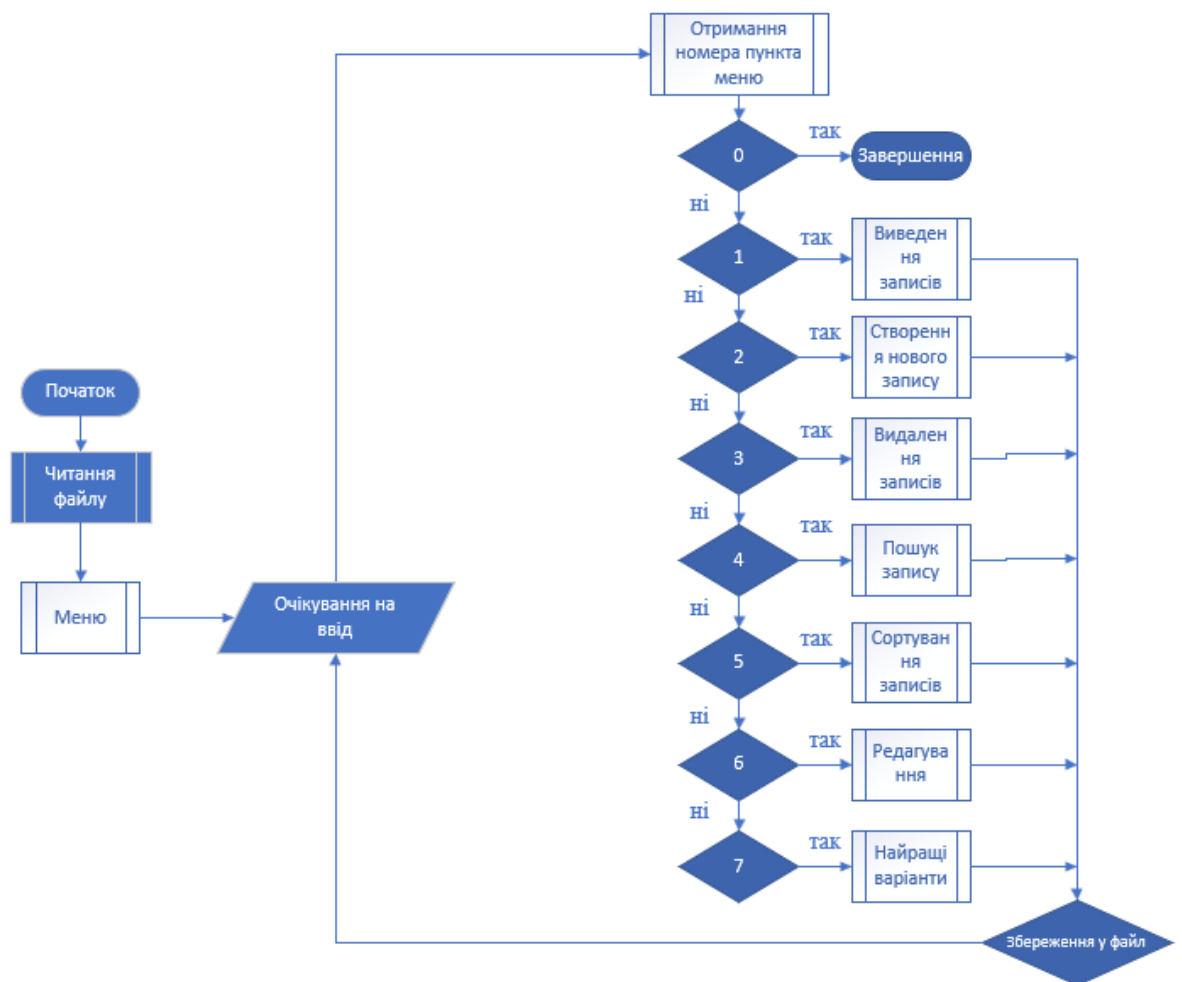 Отримання
номера пункта
меню
0
так
Завершення
ні
1
так
Виведен
ня
записів
ні
2
так
Створенн
я нового
запису
ні
3
так
Видален
ня
записів
ні
4
так
Пошук
запису
ні
5
так
Сортуван
ня
записів
ні
6
так
Редагува
ння
ні
7
так
Найращі
варіанти
Збереження у файл
Початок
Читання
файлу
Меню
Очікування на
ввід